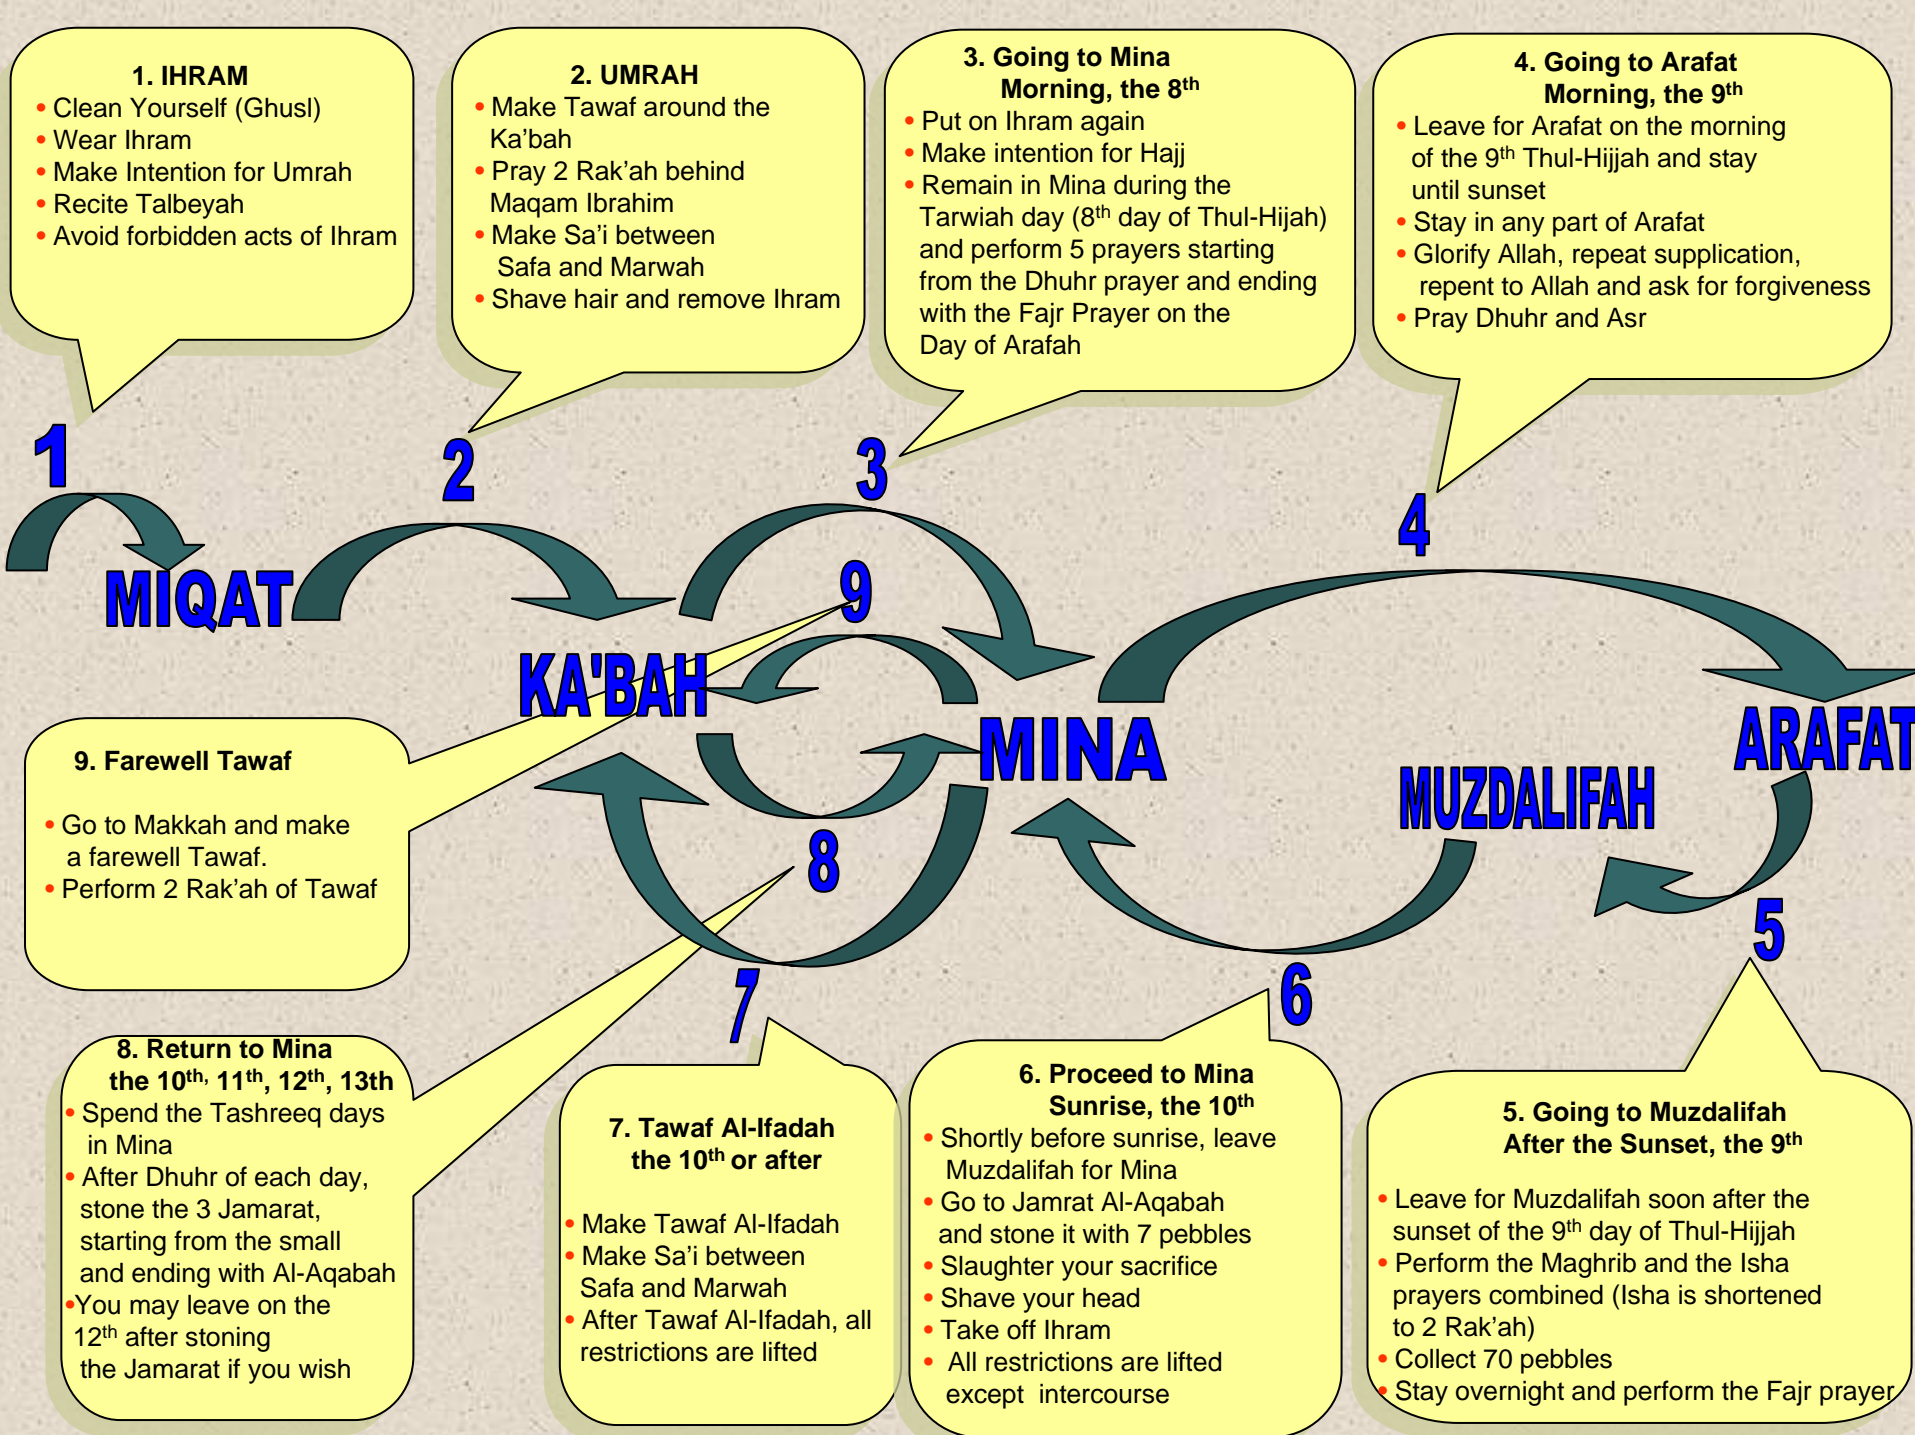 1. IHRAM
• Clean Yourself (Ghusl)
• Wear Ihram
• Make Intention for Umrah
• Recite Talbeyah
• Avoid forbidden acts of Ihram
2. UMRAH
• Make Tawaf around the
Ka'bah
• Pray 2 Rak'ah behind
Maqam Ibrahim
• Make Sa'i between
Safa and Marwah
• Shave hair and remove Ihram
3. Going to Mina
Morning, the 8th
• Put on Ihram again
• Make intention for Hajj
• Remain in Mina during the
Tarwiah day (8th day of Thul-Hijah)
and perform 5 prayers starting
from the Dhuhr prayer and ending
with the Fajr Prayer on the
Day of Arafah
4. Going to Arafat
Morning, the 9th
• Leave for Arafat on the morning
of the 9th Thul-Hijjah and stay
until sunset
• Stay in any part of Arafat
• Glorify Allah, repeat supplication,
repent to Allah and ask for forgiveness
• Pray Dhuhr and Asr
1
2
3
4
MIQAT
9
KA'BAH
MINA
ARAFAT
MUZDALIFAH
8
5
7
6
9. Farewell Tawaf
• Go to Makkah and make
a farewell Tawaf.
• Perform 2 Rak'ah of Tawaf
8. Return to Mina
the 10th, 11th, 12th, 13th
• Spend the Tashreeq days
in Mina
• After Dhuhr of each day,
stone the 3 Jamarat,
starting from the small
and ending with Al-Aqabah
• You may leave on the
12th after stoning
the Jamarat if you wish
7. Tawaf Al-Ifadah
the 10th or after
• Make Tawaf Al-Ifadah
• Make Sa'i between
Safa and Marwah
• After Tawaf Al-Ifadah, all
restrictions are lifted
6. Proceed to Mina
Sunrise, the 10th
• Shortly before sunrise, leave
Muzdalifah for Mina
• Go to Jamrat Al-Aqabah
and stone it with 7 pebbles
• Slaughter your sacrifice
• Shave your head
• Take off Ihram
• All restrictions are lifted
except intercourse
5. Going to Muzdalifah
After the Sunset, the 9th
• Leave for Muzdalifah soon after the
sunset of the 9th day of Thul-Hijjah
• Perform the Maghrib and the Isha
prayers combined (Isha is shortened
to 2 Rak'ah)
• Collect 70 pebbles
• Stay overnight and perform the Fajr prayer